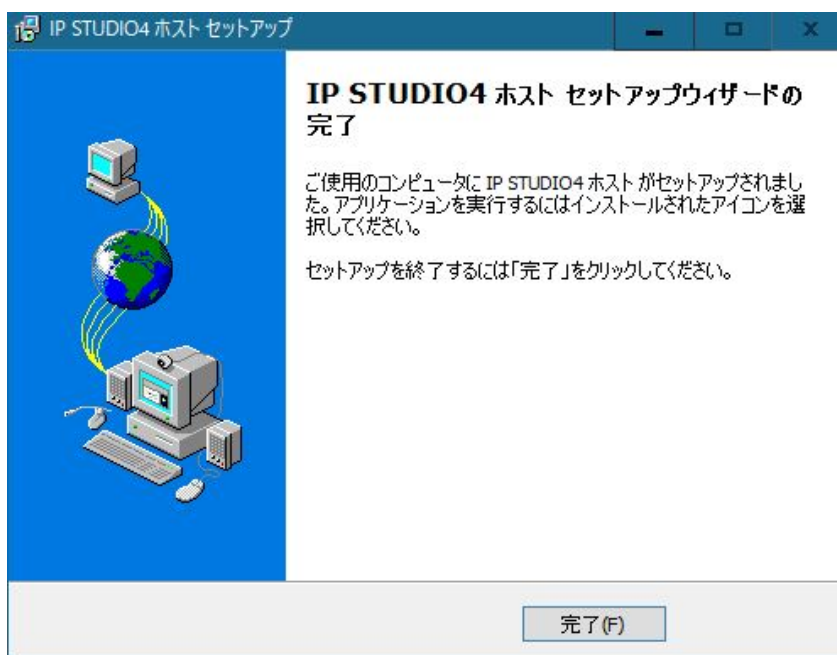 IP STUDIO4 ホスト セットアップ
IP STUDIO4 ホスト セットアップウィザードの
完了
ご使用のコンピュータに IP STUDIO4 ホスト がセットアップされまし
た。アプリケーションを実行するにはインストールされたアイコンを選
択してください。
セットアップを終了するには「完了」をクリックしてください。
完了(F)